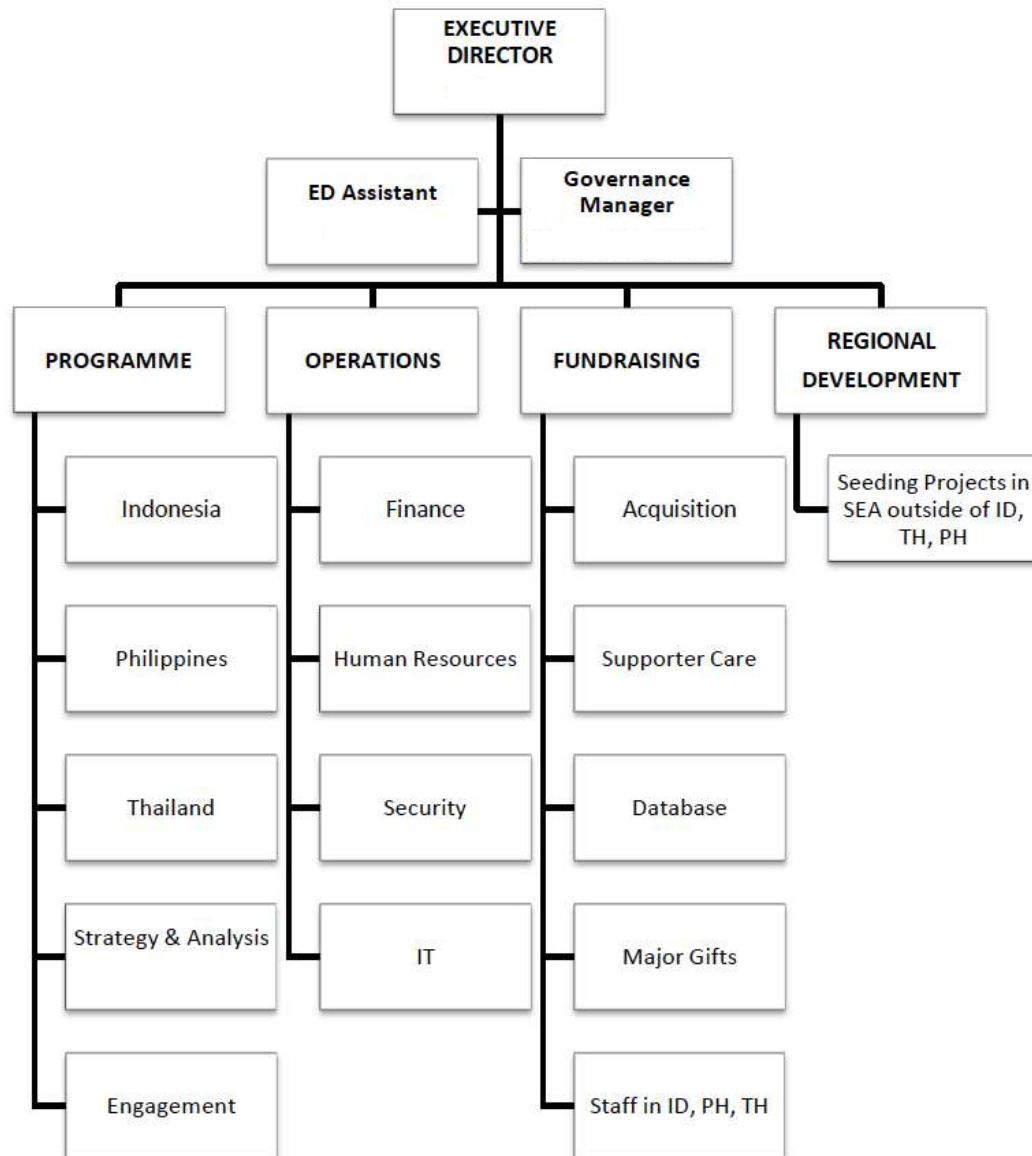 EXECUTIVE
DIRECTOR
ED Assistant
Governance
Manager
PROGRAMME
OPERATIONS
FUNDRAISING
REGIONAL
DEVELOPMENT
Indonesia
Finance
Acquisition
Seeding Projects in
SEA outside of ID,
TH, PH
Philippines
Human Resources
Supporter Care
Thailand
Security
Database
Strategy & Analysis
IT
Major Gifts
Engagement
Staff in ID, PH, TH